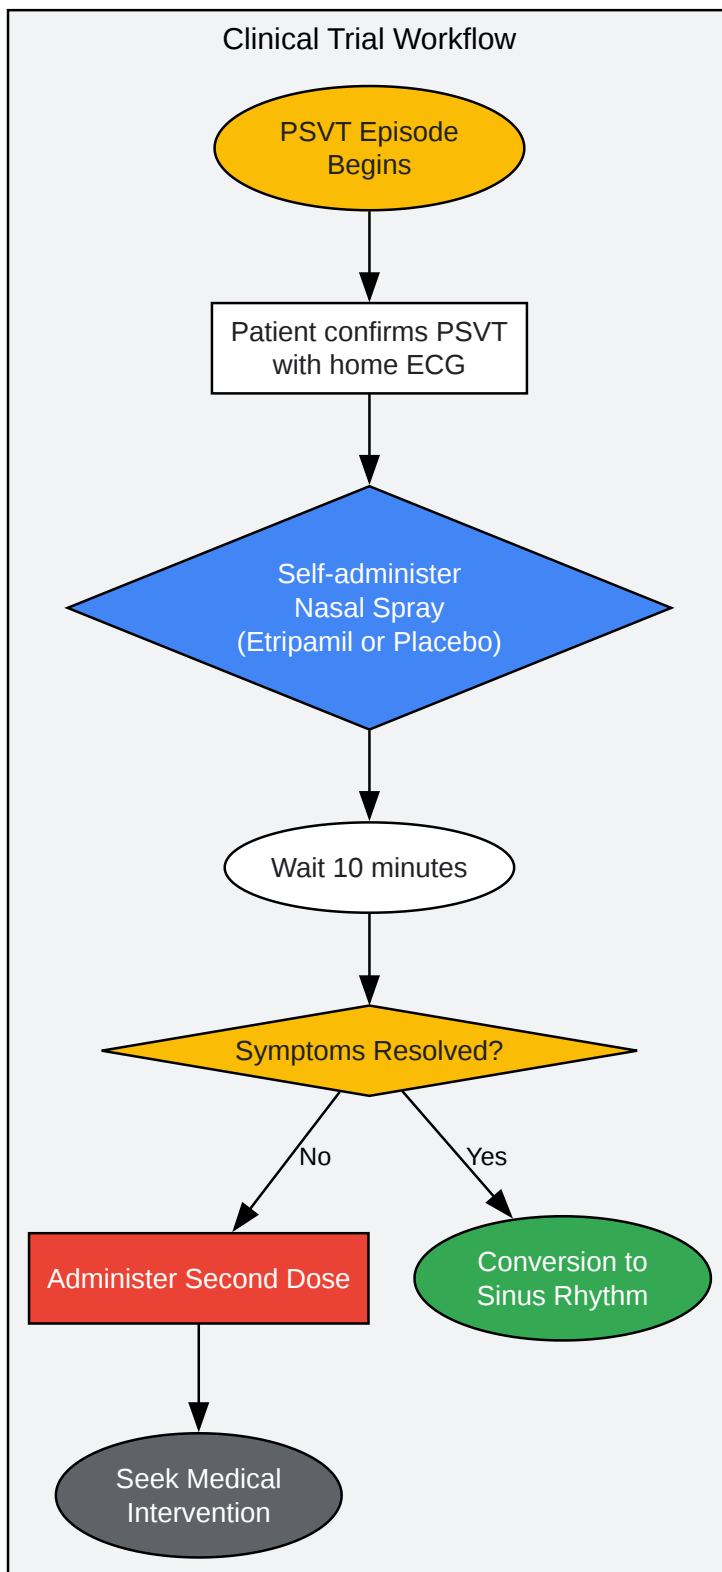 Clinical Trial Workflow
PSVT Episode
Begins
Patient confirms PSVT
with home ECG
Self-administer
Nasal Spray
(Etripamil or Placebo)
Wait 10 minutes
Symptoms Resolved?
No
Yes
Administer Second Dose
Conversion to
Sinus Rhythm
Seek Medical
Intervention